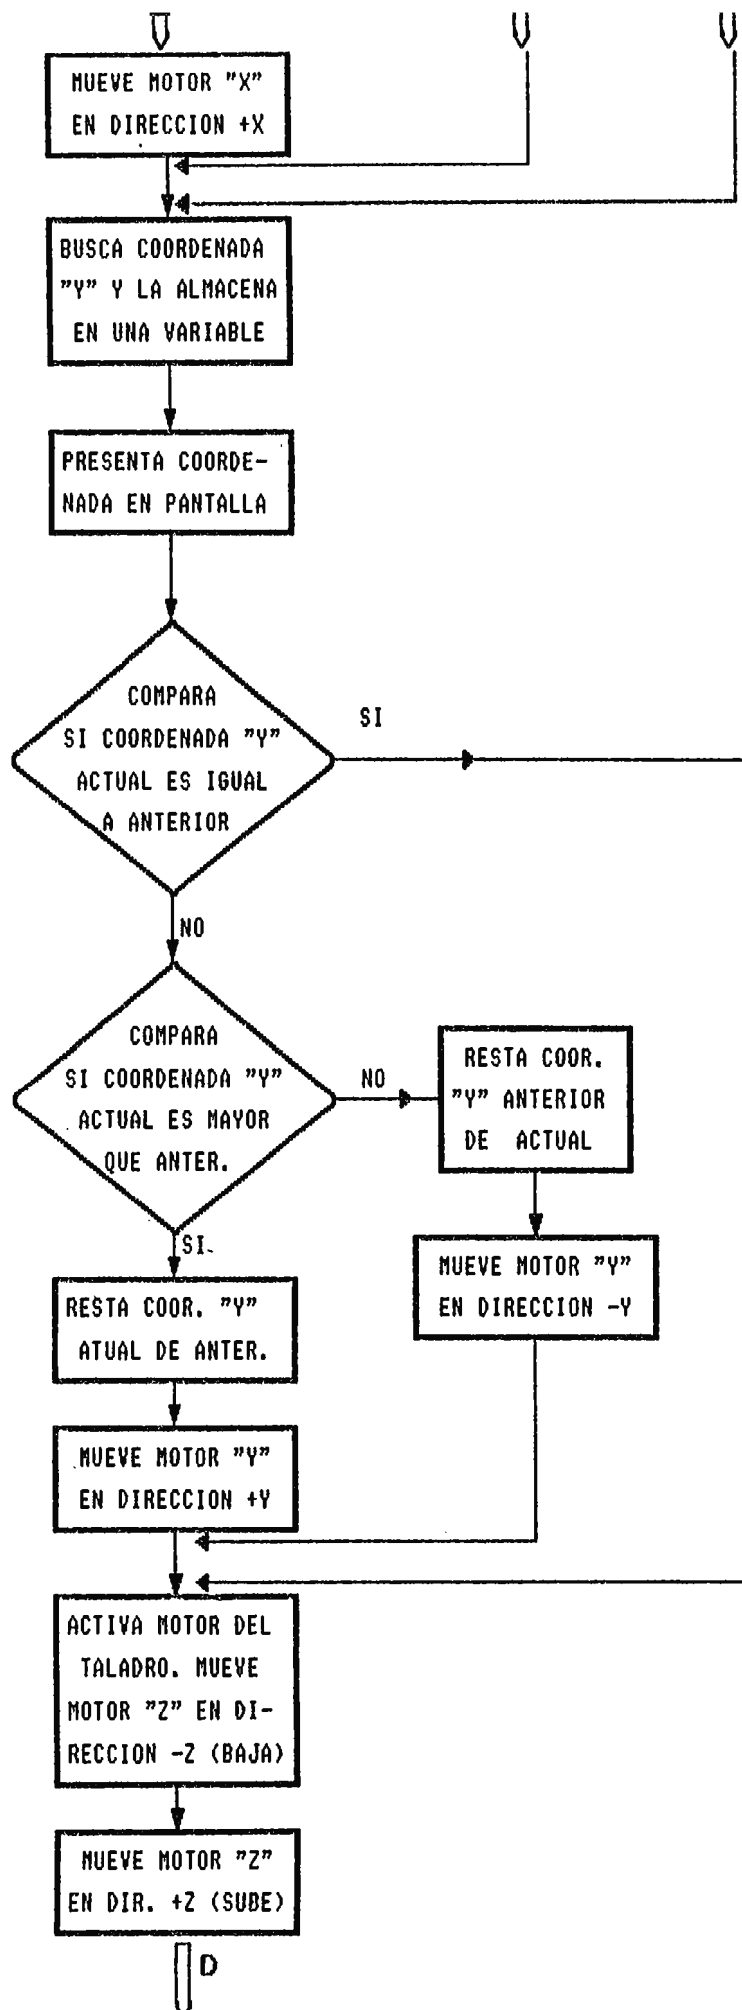 MUEVE MOTOR "X"
EN DIRECCION +X
BUSCA COORDENADA
"Y" Y LA ALMACENA
EN UNA VARIABLE
PRESENTA COORDE-
NADA EN PANTALLA
COMPARA
SI COORDENADA "Y"
ACTUAL ES IGUAL
A ANTERIOR
SI
NO
COMPARA
SI COORDENADA "Y"
ACTUAL ES MAYOR
QUE ANTER.
NO
RESTA COOR.
"Y" ANTERIOR
DE ACTUAL
MUEVE MOTOR "Y"
EN DIRECCION -Y
SI
RESTA COOR. "Y"
ATUAL DE ANTER.
MUEVE MOTOR "Y"
EN DIRECCION +Y
ACTIVA MOTOR DEL
TALADRO. MUEVE
MOTOR "Z" EN DI-
RECCION -Z (BAJA)
MUEVE MOTOR "Z"
EN DIR. +Z (SUBE)
D